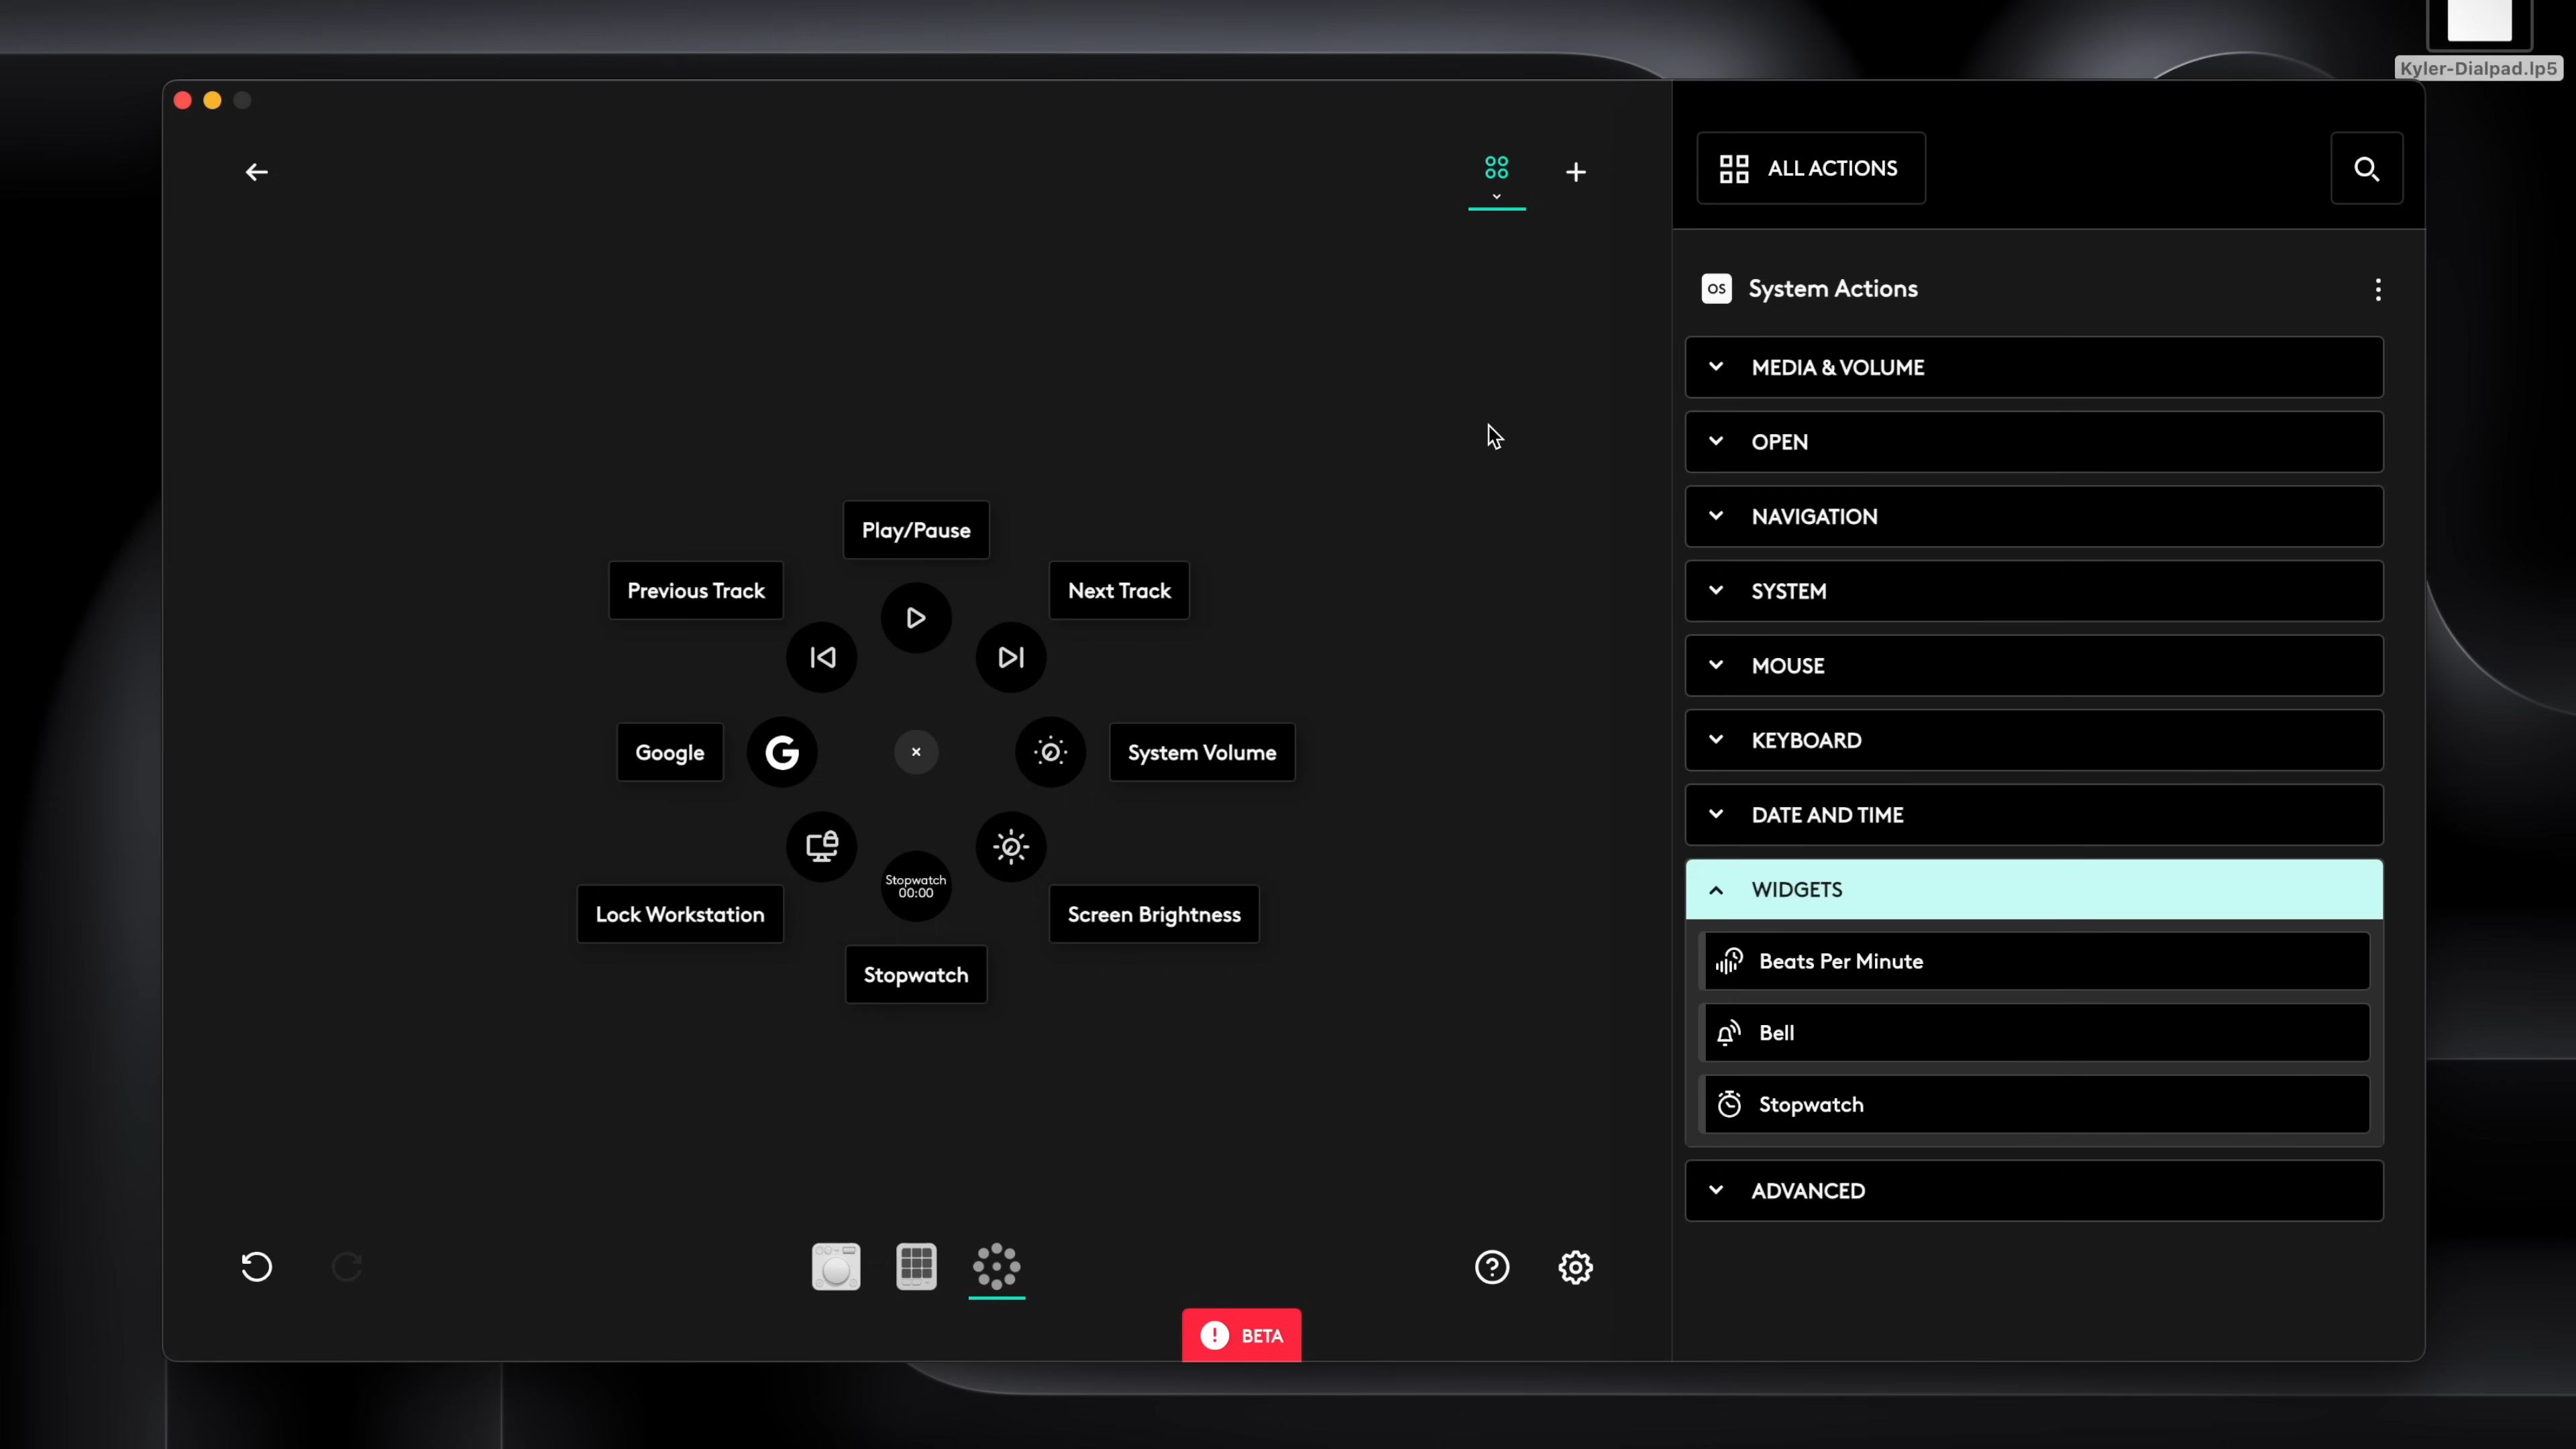 Kyler-Dialpad.lp5
ALL ACTIONS
OS System Actions
MEDIA & VOLUME
OPEN
NAVIGATION
SYSTEM
MOUSE
KEYBOARD
DATE AND TIME
WIDGETS
Beats Per Minute
Bell
Stopwatch
ADVANCED
Play/Pause
Previous Track
Next Track
Google
G
System Volume
Stopwatch
00:00
Lock Workstation
Screen Brightness
Stopwatch
BETA